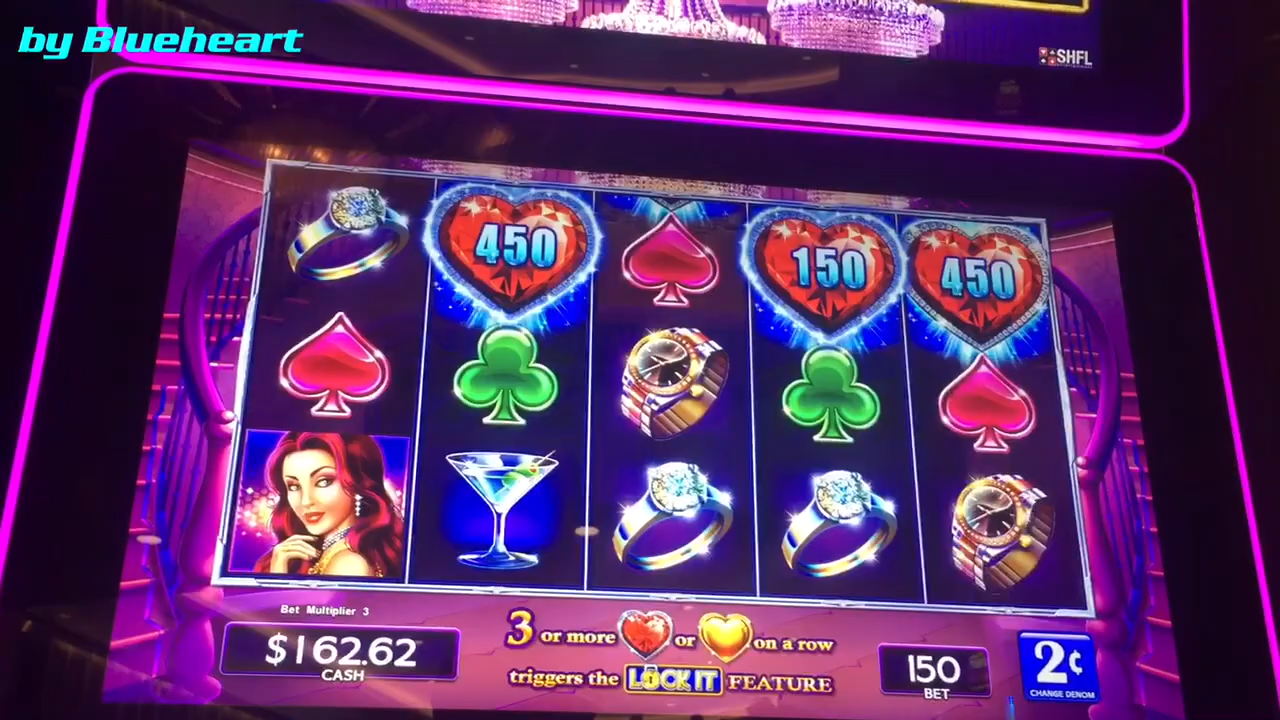 by Blueheart
SHFL
450
150
450
Bet Multiplier 3
$162.62
CASH
3 or more or on a row
triggers the LOCK IT FEATURE
150
BET
2¢
CHANGE DENOM